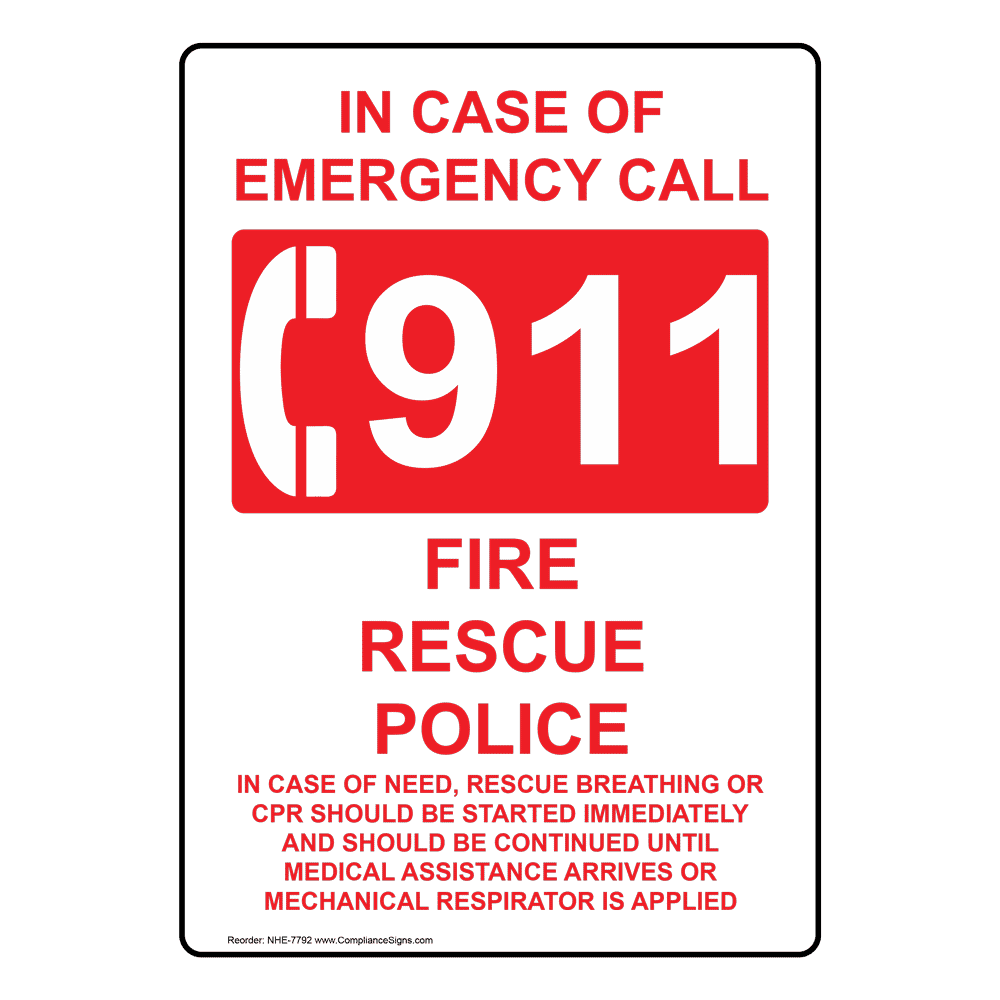 IN CASE OF
EMERGENCY CALL
911
FIRE
RESCUE
POLICE
IN CASE OF NEED, RESCUE BREATHING OR
CPR SHOULD BE STARTED IMMEDIATELY
AND SHOULD BE CONTINUED UNTIL
MEDICAL ASSISTANCE ARRIVES OR
MECHANICAL RESPIRATOR IS APPLIED
Reorder: NHE-7792 www.ComplianceSigns.com